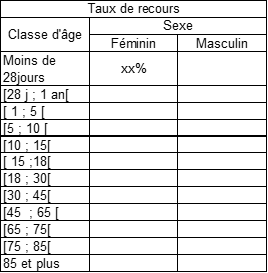 Taux de recours
Classe d'âge
Sexe
Féminin
Masculin
Moins de
28jours
xx%
[28 j ; 1 an[
[ 1 ; 5 [
[5 ; 10 [
[10 ; 15[
[ 15 ;18[
[18 ; 30[
[30 ; 45[
[45 ; 65 [
[65 ; 75[
[75 ; 85[
85 et plus